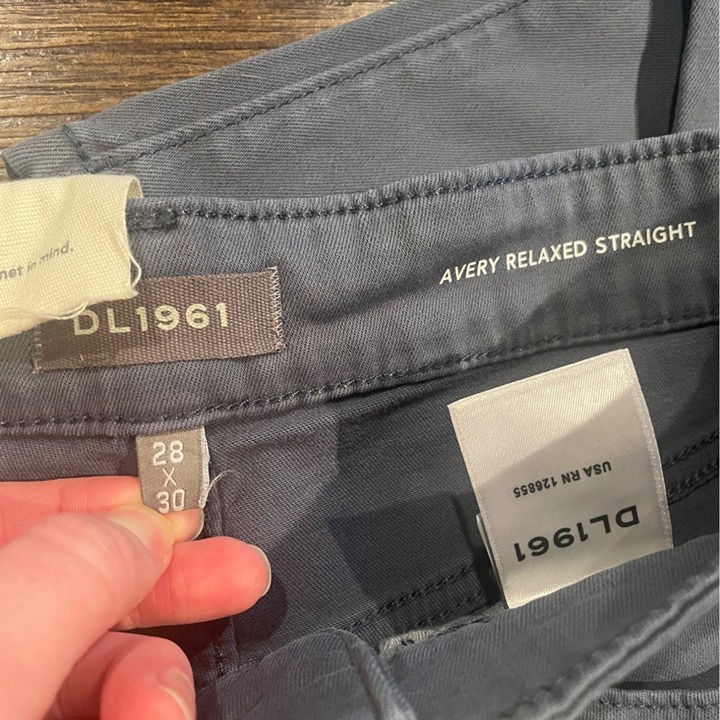 net in mind.
DL1961
AVERY RELAXED STRAIGHT
28
X
30
DL1961
USA RN 126855